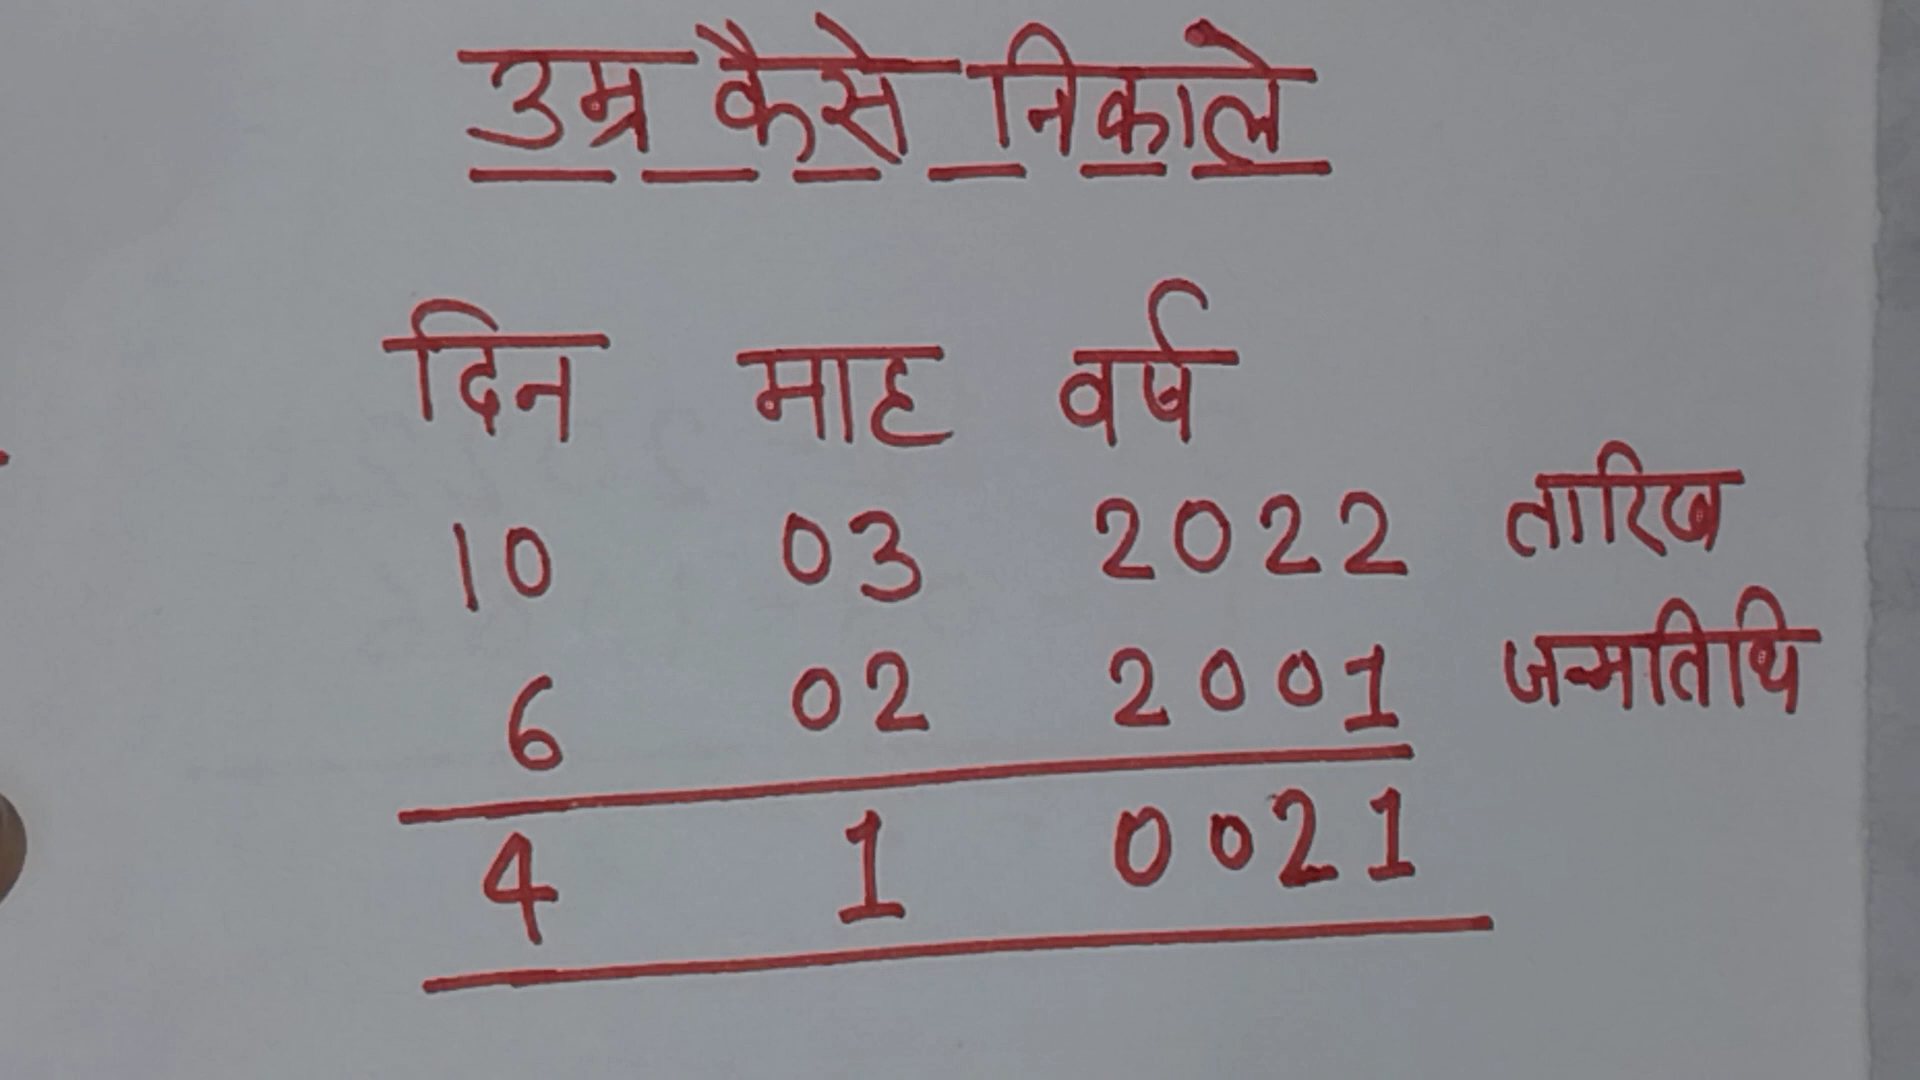 उम्र कैसे निकाले
दिन माह वर्ष
10 03 2022 तारिख
6 02 2001 जन्मतिथि
4 1 0021